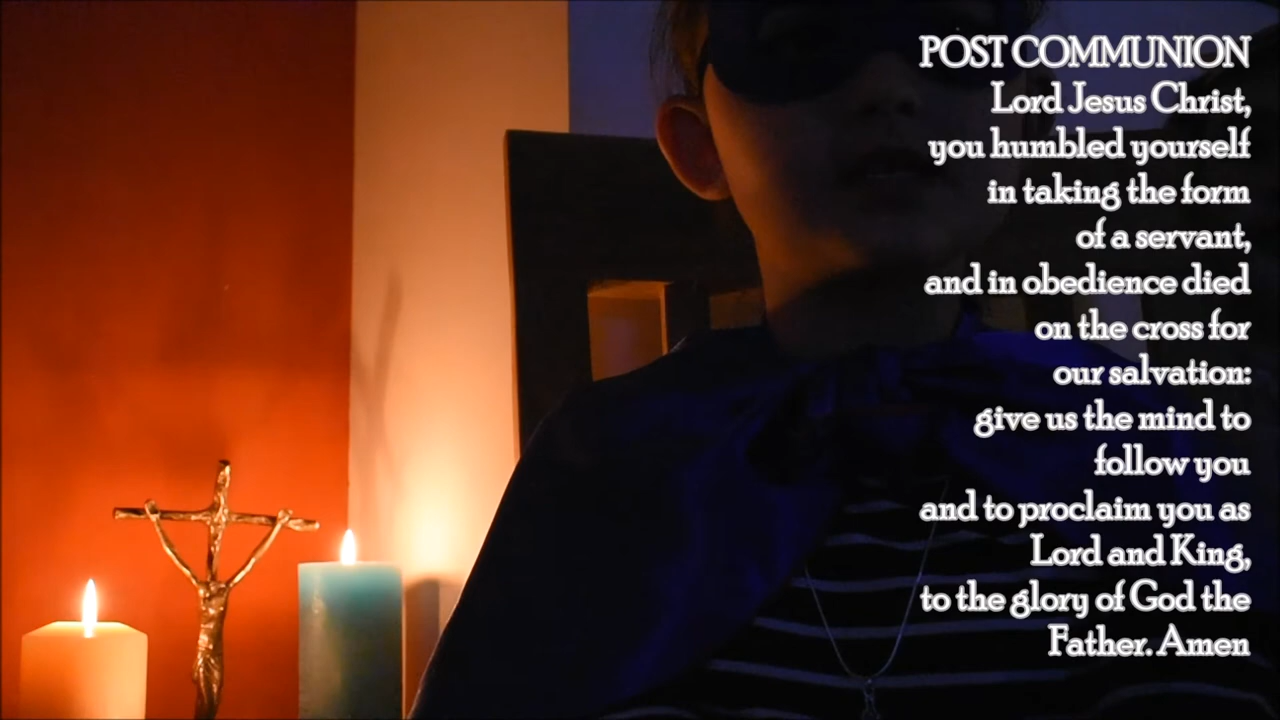 POST COMMUNION
Lord Jesus Christ,
you humbled yourself
in taking the form
of a servant,
and in obedience died
on the cross for
our salvation:
give us the mind to
follow you
and to proclaim you as
Lord and King,
to the glory of God the
Father. Amen